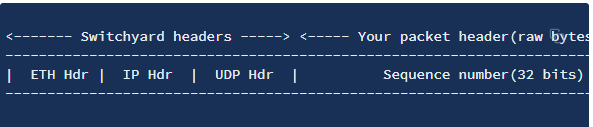 <------- Switchyard headers -----> <----- Your packet header(raw bytes
-------------------------------------------------------------------------
|  ETH Hdr |  IP Hdr  |  UDP Hdr  |          Sequence number(32 bits)
-------------------------------------------------------------------------